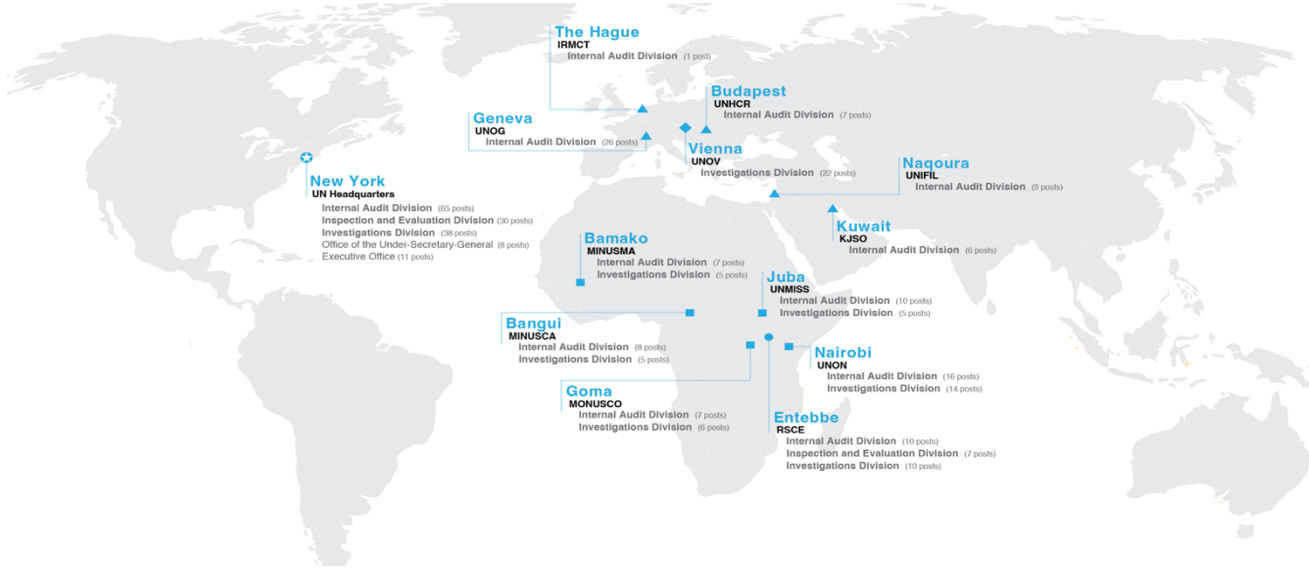 The Hague
IRMCT
Internal Audit Division (1 post)
Budapest
UNHCR
Internal Audit Division (7 posts)
Geneva
UNOG
Internal Audit Division (26 posts)
Vienna
UNOV
Investigations Division (22 posts)
Naqoura
UNIFIL
Internal Audit Division (9 posts)
New York
UN Headquarters
Internal Audit Division (65 posts)
Inspection and Evaluation Division (30 posts)
Investigations Division (38 posts)
Office of the Under-Secretary-General (8 posts)
Executive Office (11 posts)
Kuwait
KJSO
Internal Audit Division (6 posts)
Bamako
MINUSMA
Internal Audit Division (7 posts)
Investigations Division (5 posts)
Juba
UNMISS
Internal Audit Division (10 posts)
Investigations Division (5 posts)
Bangui
MINUSCA
Internal Audit Division (8 posts)
Investigations Division (5 posts)
Nairobi
UNON
Internal Audit Division (16 posts)
Investigations Division (14 posts)
Goma
MONUSCO
Internal Audit Division (7 posts)
Investigations Division (6 posts)
Entebbe
RSCE
Internal Audit Division (10 posts)
Inspection and Evaluation Division (7 posts)
Investigations Division (10 posts)